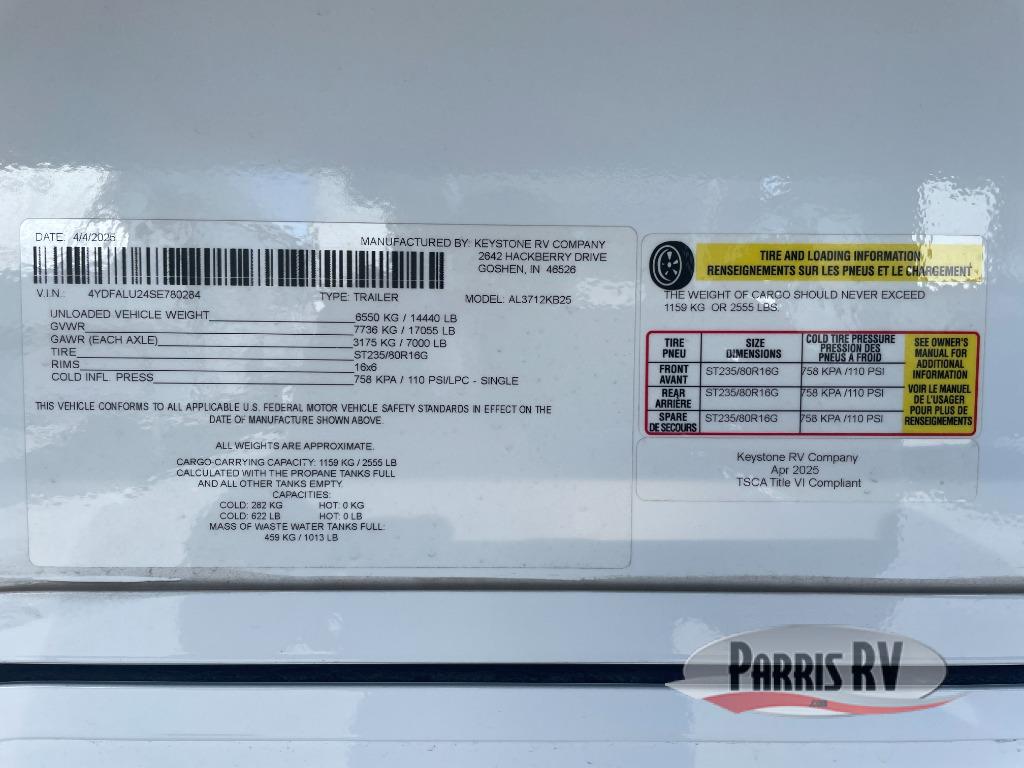 DATE: 4/4/2025
MANUFACTURED BY: KEYSTONE RV COMPANY
2642 HACKBERRY DRIVE
GOSHEN, IN 46526
V.I.N.: 4YDFALU24SE780284 TYPE: TRAILER MODEL: AL3712KB25
UNLOADED VEHICLE WEIGHT 6550 KG / 14440 LB
GVWR 7736 KG / 17055 LB
GAWR (EACH AXLE) 3175 KG / 7000 LB
TIRE ST235/80R16G
RIMS 16x6
COLD INFL. PRESS 758 KPA / 110 PSI/LPC - SINGLE
THIS VEHICLE CONFORMS TO ALL APPLICABLE U.S. FEDERAL MOTOR VEHICLE SAFETY STANDARDS IN EFFECT ON THE
DATE OF MANUFACTURE SHOWN ABOVE.
ALL WEIGHTS ARE APPROXIMATE.
CARGO-CARRYING CAPACITY: 1159 KG / 2555 LB
CALCULATED WITH THE PROPANE TANKS FULL
AND ALL OTHER TANKS EMPTY.
CAPACITIES:
COLD: 282 KG HOT: 0 KG
COLD: 622 LB HOT: 0 LB
MASS OF WASTE WATER TANKS FULL:
459 KG / 1013 LB
TIRE AND LOADING INFORMATION
RENSEIGNEMENTS SUR LES PNEUS ET LE CHARGEMENT
THE WEIGHT OF CARGO SHOULD NEVER EXCEED
1159 KG OR 2555 LBS.
TIRE PNEU SIZE DIMENSIONS COLD TIRE PRESSURE PRESSION DES PNEUS A FROID
FRONT AVANT ST235/80R16G 758 KPA /110 PSI
REAR ARRIÈRE ST235/80R16G 758 KPA /110 PSI
SPARE DE SECOURS ST235/80R16G 758 KPA /110 PSI
SEE OWNER'S
MANUAL FOR
ADDITIONAL
INFORMATION
VOIR LE MANUEL
DE L'USAGER
POUR PLUS DE
RENSEIGNEMENTS
Keystone RV Company
Apr 2025
TSCA Title VI Compliant
PARRIS RV
.com